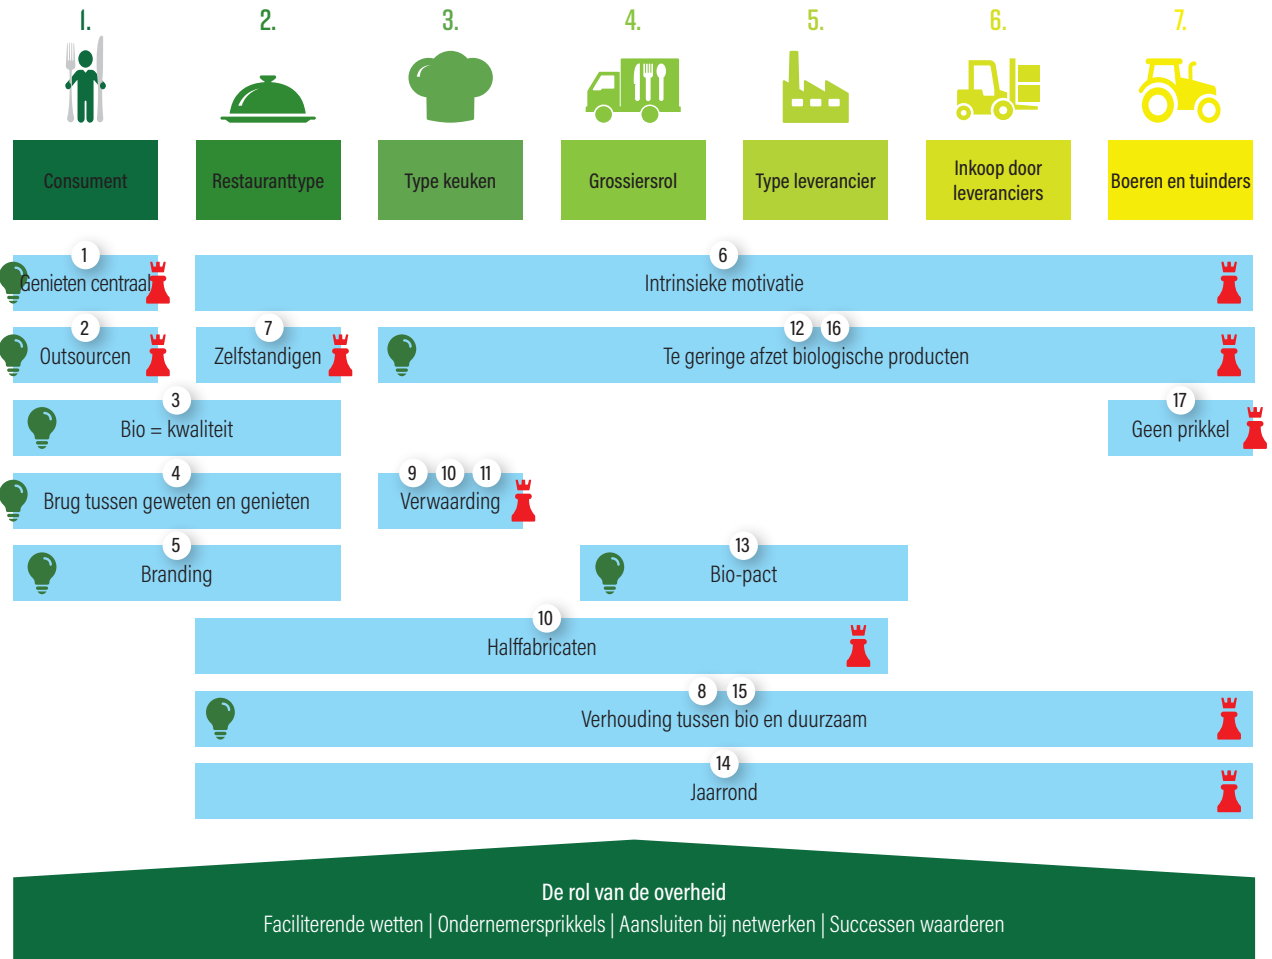 1.
2.
3.
4.
5.
6.
7.
Consument
Restauranttype
Type keuken
Grossiersrol
Type leverancier
Inkoop door
leveranciers
Boeren en tuinders
1
Genieten centraal
6
Intrinsieke motivatie
2
Outsourcen
7
Zelfstandigen
12 16
Te geringe afzet biologische producten
3
Bio = kwaliteit
17
Geen prikkel
4
Brug tussen geweten en genieten
9 10 11
Verwaarding
5
Branding
13
Bio-pact
10
Halffabricaten
8 15
Verhouding tussen bio en duurzaam
14
Jaarrond
De rol van de overheid
Faciliterende wetten | Ondernemersprikkels | Aansluiten bij netwerken | Successen waarderen